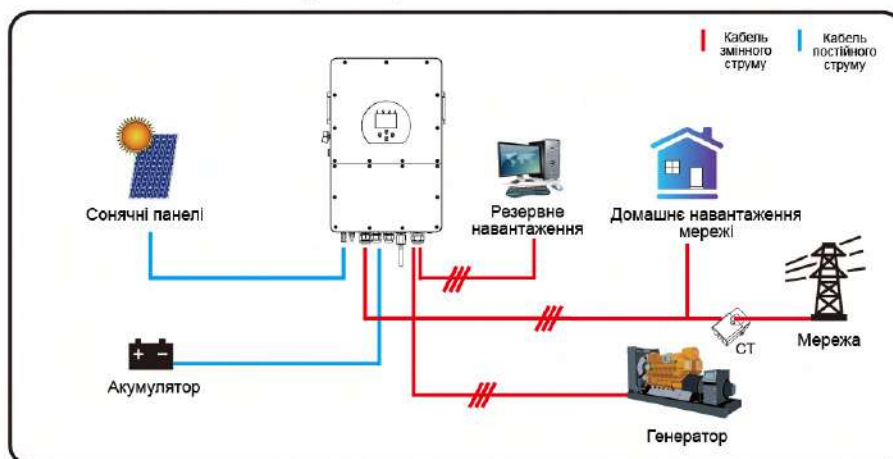 Кабель
змінного
струму
Кабель
постійного
струму
Сонячні панелі
Резервне
навантаження
Домашнє навантаження
мережі
CT
Мережа
Акумулятор
Генератор